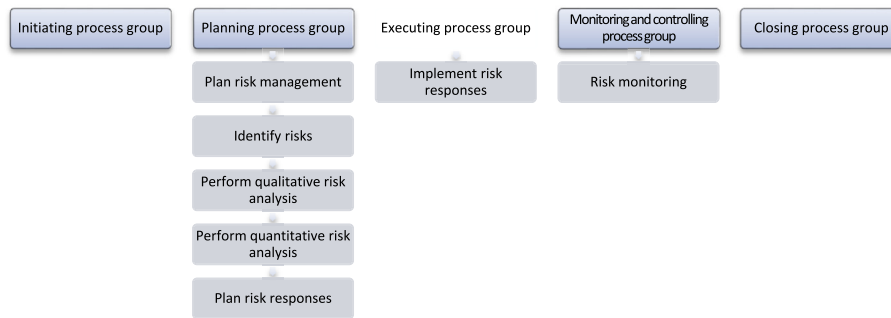 Initiating process group
Planning process group
Executing process group
Monitoring and controlling
process group
Closing process group
Plan risk management
Identify risks
Perform qualitative risk
analysis
Perform quantitative risk
analysis
Plan risk responses
Implement risk
responses
Risk monitoring